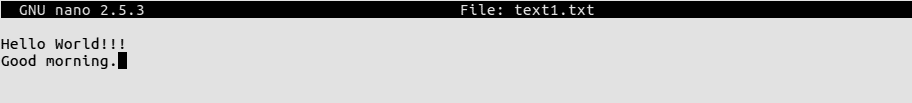 GNU nano 2.5.3 File: text1.txt
Hello World!!!
Good morning.